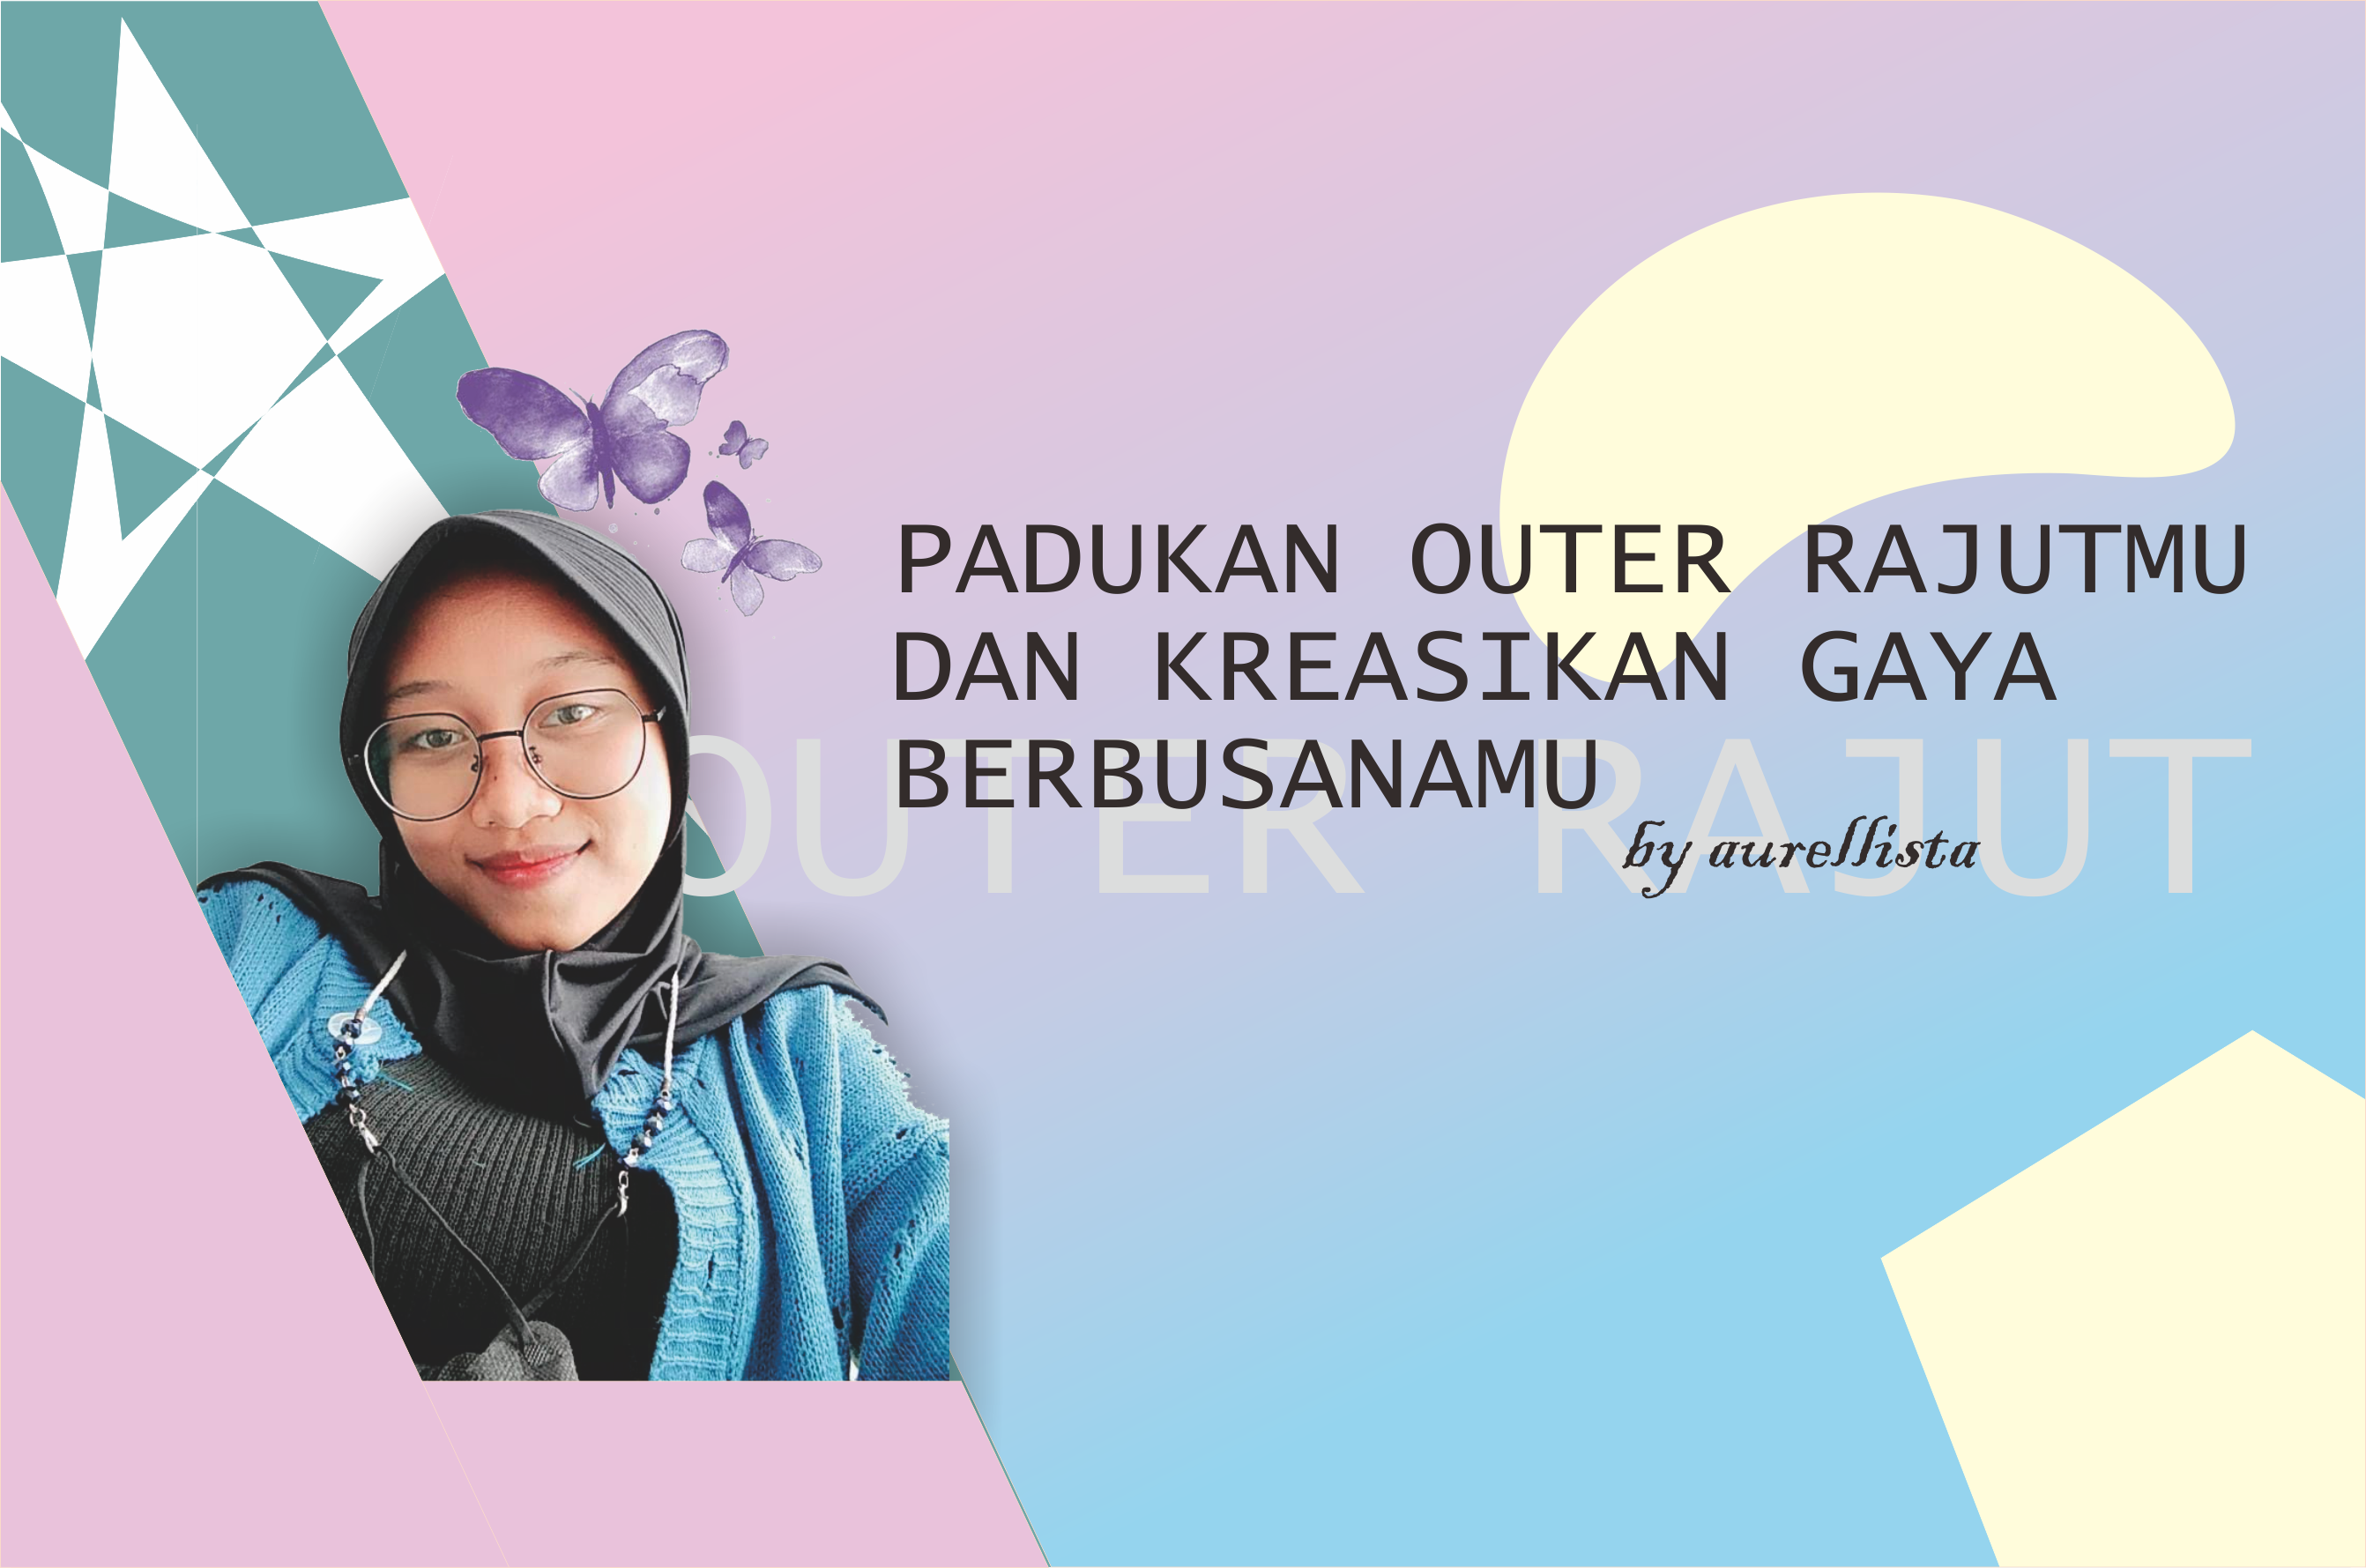 PADUKAN OUTER RAJUTMU
DAN KREASIKAN GAYA
BERBUSANAMU
OUTER RAJUT
by aurellista